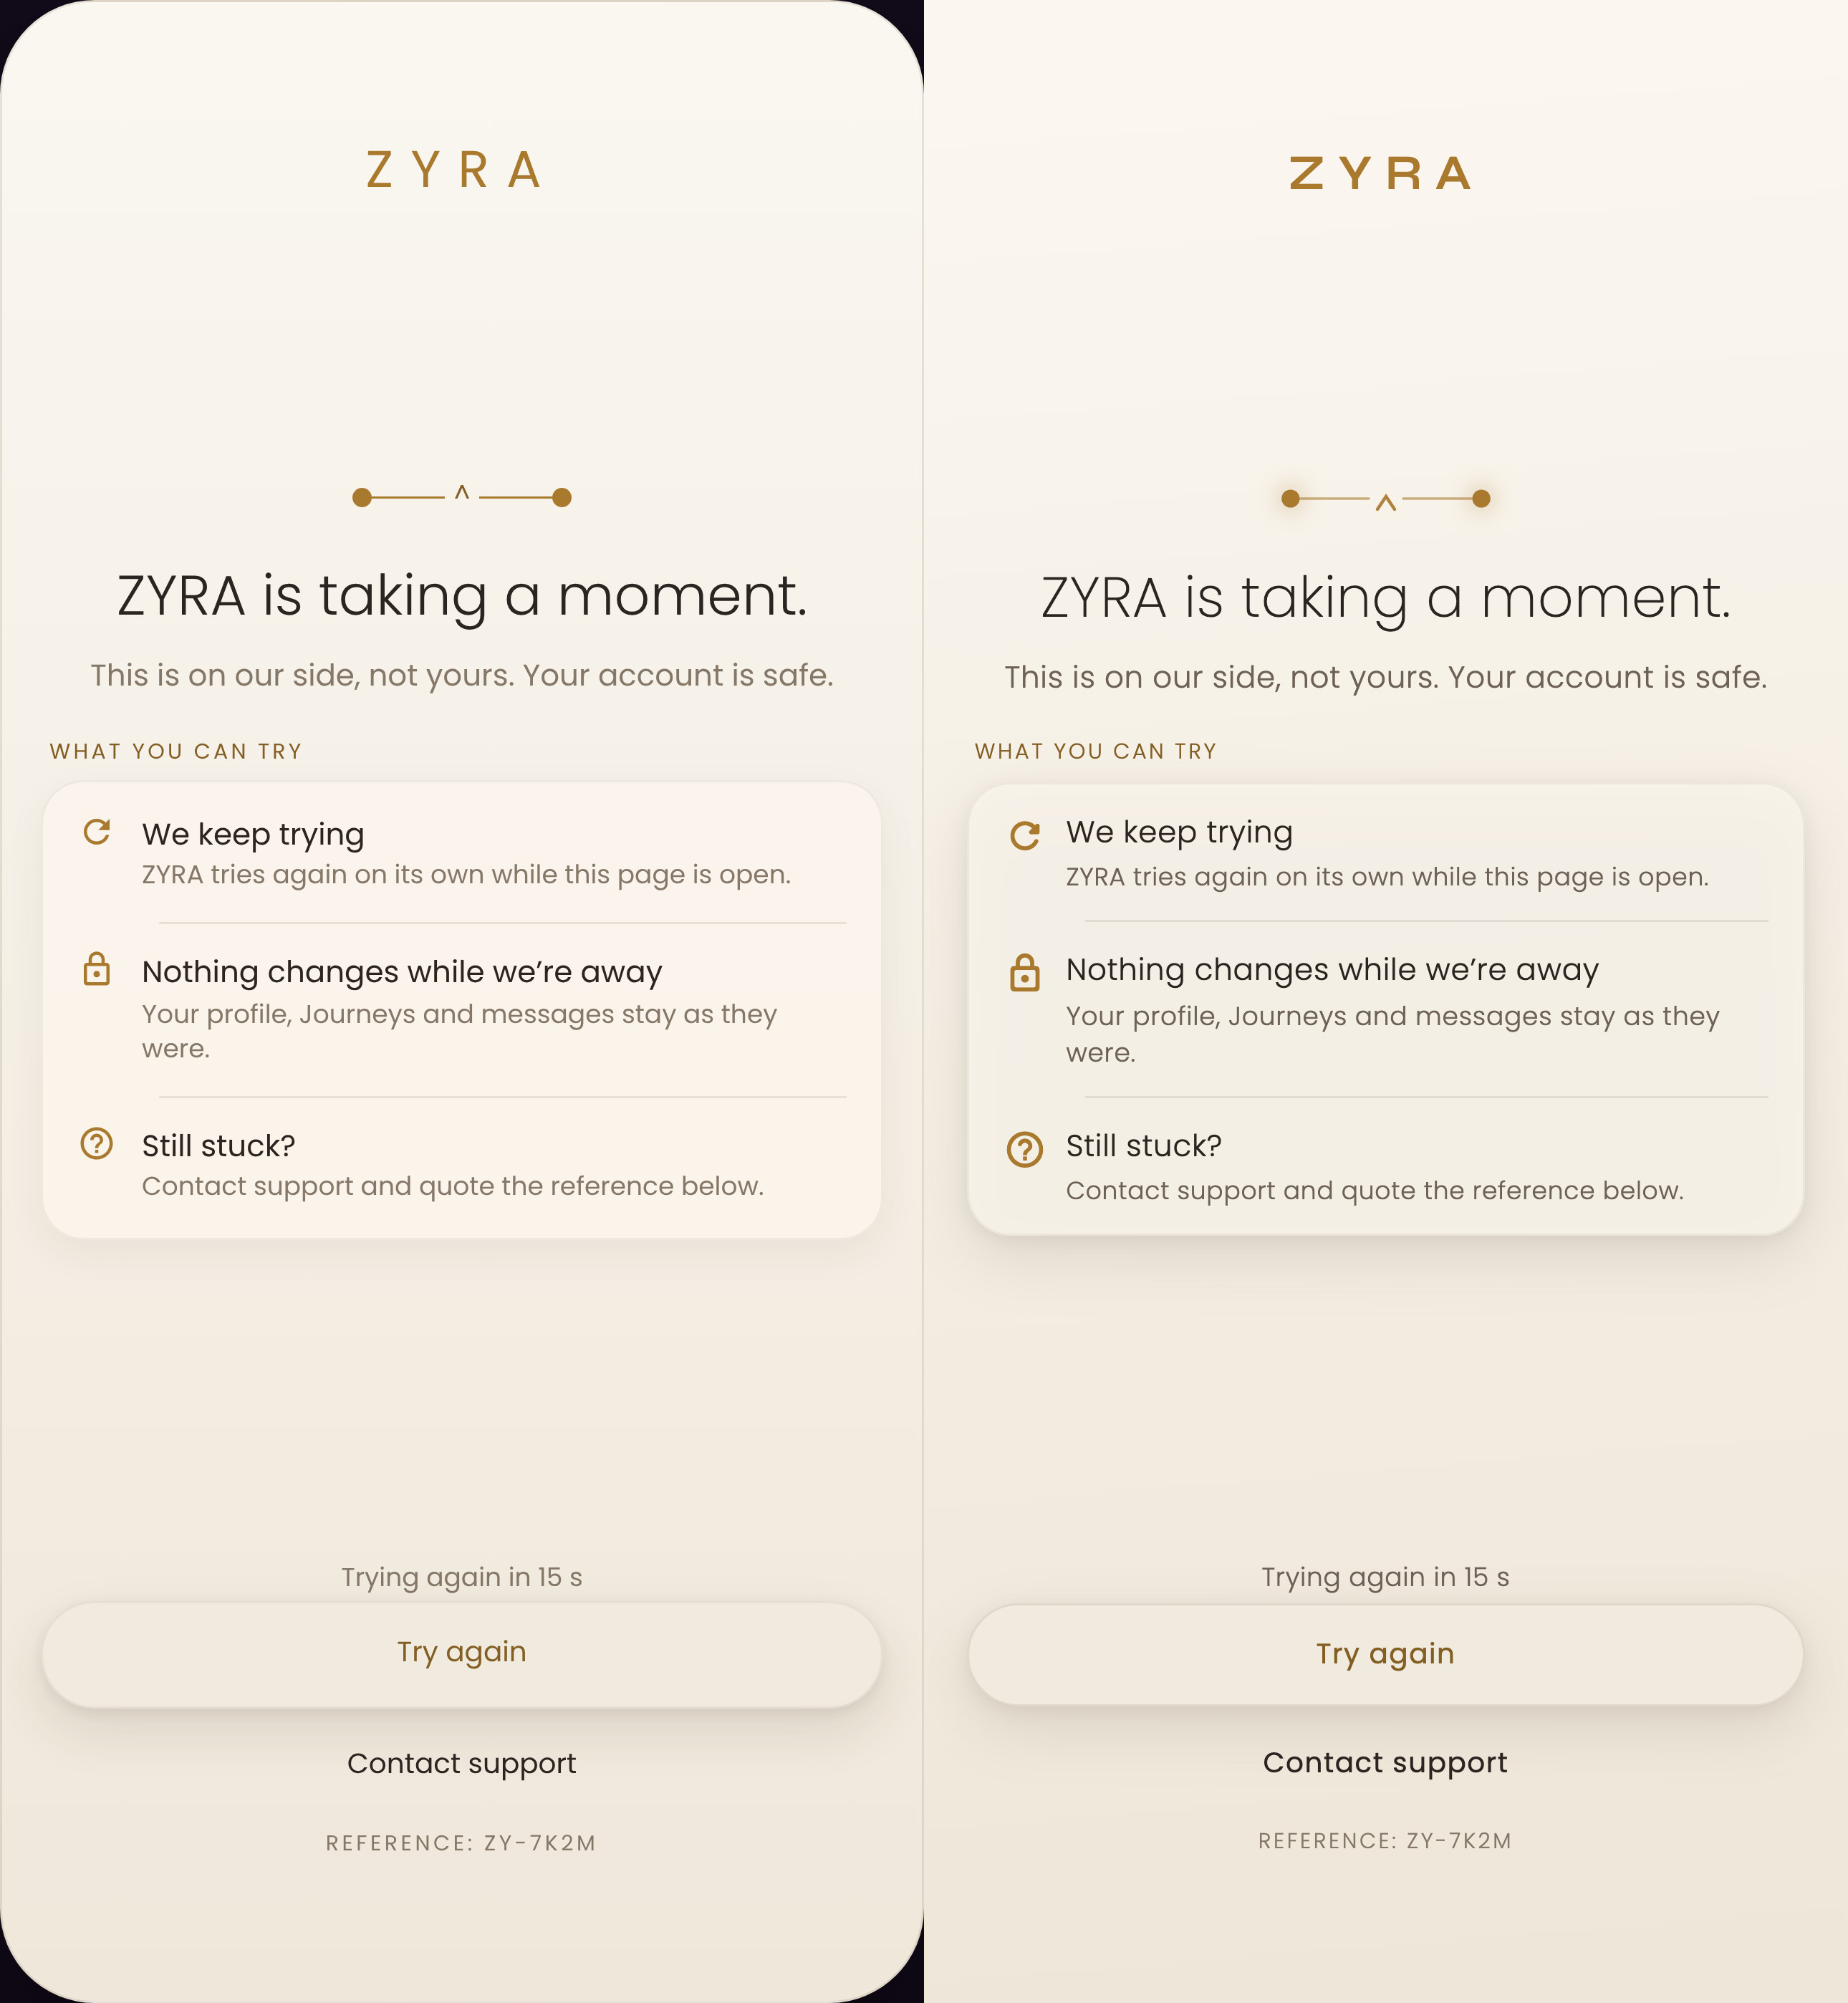 ZYRA
^
ZYRA is taking a moment.
This is on our side, not yours. Your account is safe.
WHAT YOU CAN TRY
We keep trying
ZYRA tries again on its own while this page is open.
Nothing changes while we’re away
Your profile, Journeys and messages stay as they
were.
Still stuck?
Contact support and quote the reference below.
Trying again in 15 s
Try again
Contact support
REFERENCE: ZY-7K2M
ZYRA
ZYRA is taking a moment.
This is on our side, not yours. Your account is safe.
WHAT YOU CAN TRY
We keep trying
ZYRA tries again on its own while this page is open.
Nothing changes while we’re away
Your profile, Journeys and messages stay as they
were.
Still stuck?
Contact support and quote the reference below.
Trying again in 15 s
Try again
Contact support
REFERENCE: ZY-7K2M